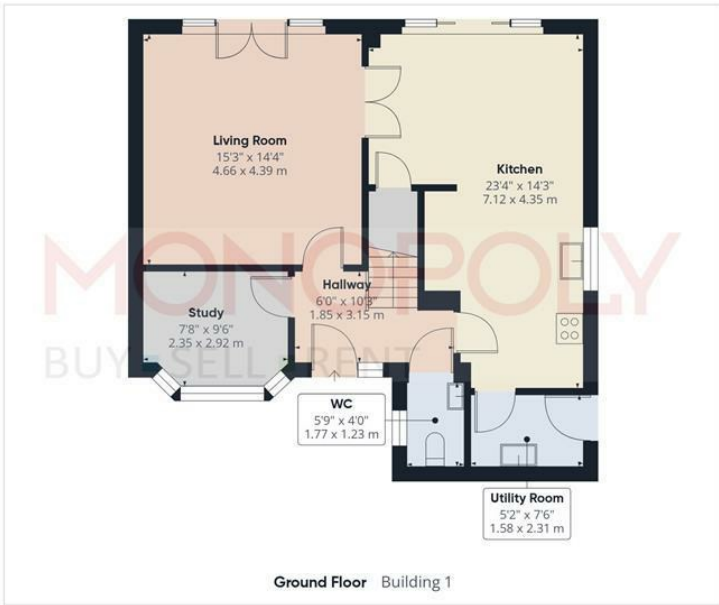 Living Room
15'3" x 14'4"
4.66 x 4.39 m
Kitchen
23'4" x 14'3"
7.12 x 4.35 m
MONOPOLY
BUY • SELL • RENT
Hallway
6'0" x 10'3"
1.85 x 3.15 m
Study
7'8" x 9'6"
2.35 x 2.92 m
WC
5'9" x 4'0"
1.77 x 1.23 m
Utility Room
5'2" x 7'6"
1.58 x 2.31 m
Ground Floor Building 1